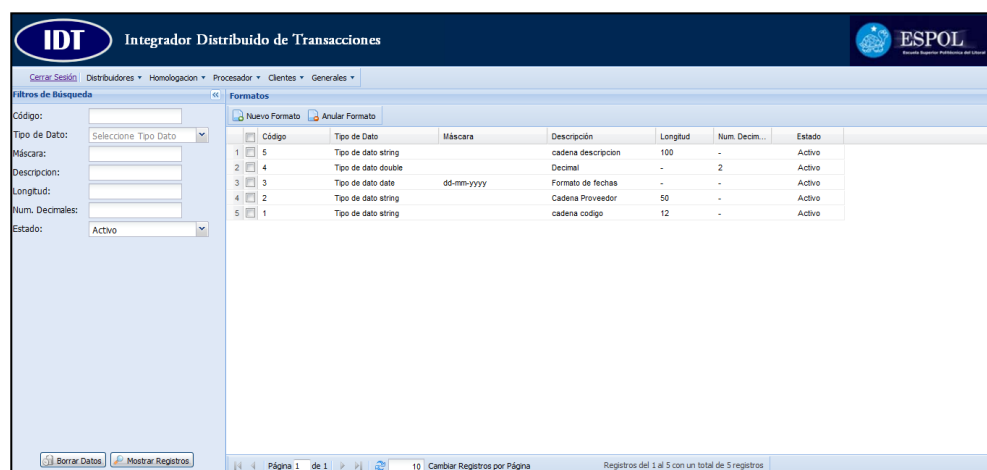 IDT Integrador Distribuido de Transacciones ESPOL
Escuela Superior Politécnica del Litoral
Cerrar Sesión Distribuidores Homologacion Procesador Clientes Generales
Filtros de Búsqueda
Código:
Tipo de Dato: Seleccione Tipo Dato
Máscara:
Descripcion:
Longitud:
Num. Decimales:
Estado: Activo
Borrar Datos Mostrar Registros
Formatos
Nuevo Formato Anular Formato
Código Tipo de Dato Máscara Descripción Longitud Num. Decim... Estado
1 5 Tipo de dato string cadena descripcion 100 - Activo
2 4 Tipo de dato double Decimal - 2 Activo
3 3 Tipo de dato date dd-mm-yyyy Formato de fechas - - Activo
4 2 Tipo de dato string Cadena Proveedor 50 - Activo
5 1 Tipo de dato string cadena codigo 12 - Activo
Página 1 de 1 10 Cambiar Registros por Página Registros del 1 al 5 con un total de 5 registros